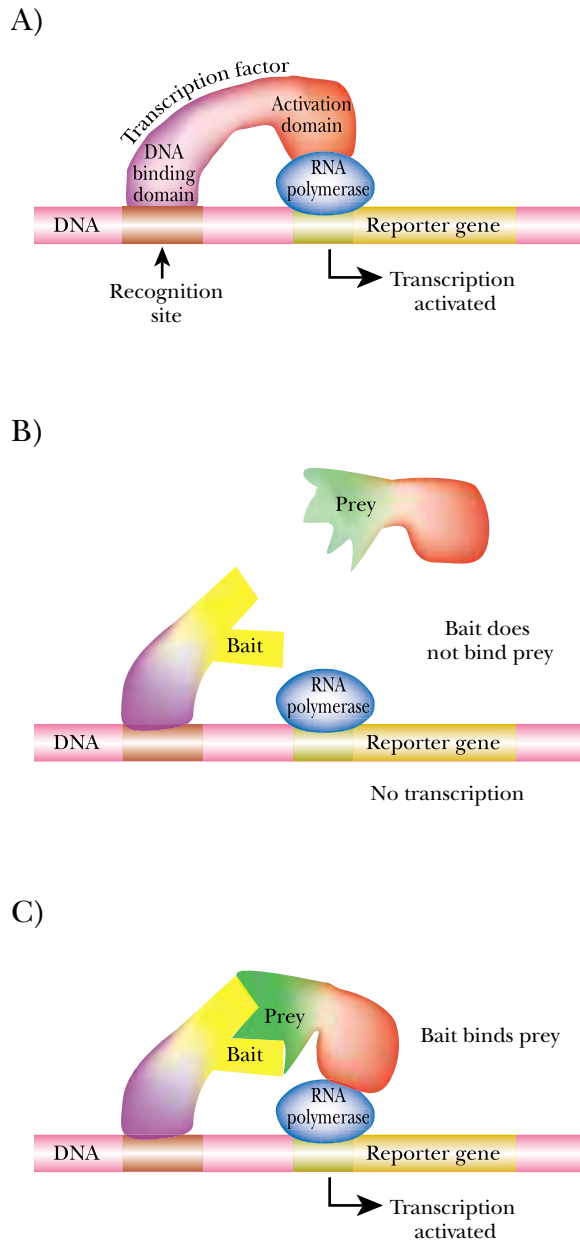 A)
Transcription factor
Activation
domain
DNA
binding
domain
RNA
polymerase
DNA
Reporter gene
Recognition
site
Transcription
activated
B)
Prey
Bait
Bait does
not bind prey
RNA
polymerase
DNA
Reporter gene
No transcription
C)
Prey
Bait
Bait binds prey
RNA
polymerase
DNA
Reporter gene
Transcription
activated